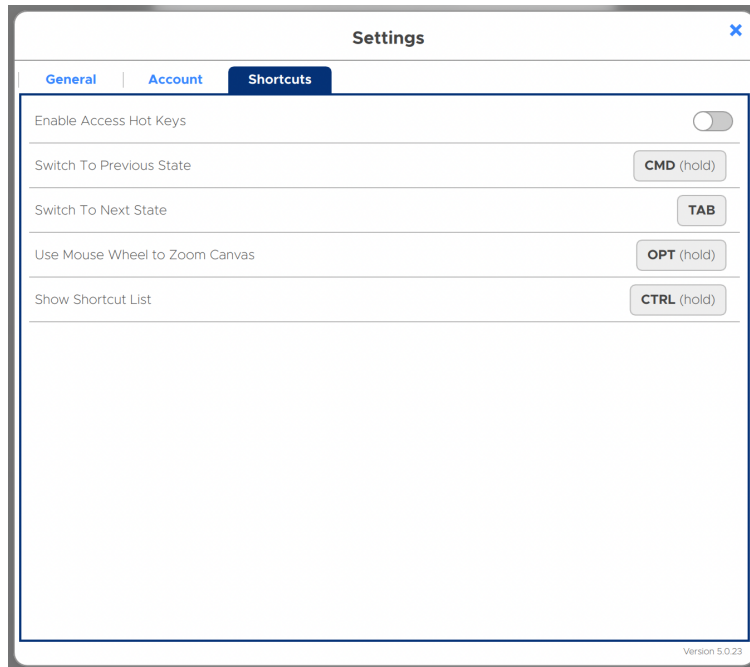 Settings
General Account Shortcuts
Enable Access Hot Keys
Switch To Previous State CMD (hold)
Switch To Next State TAB
Use Mouse Wheel to Zoom Canvas OPT (hold)
Show Shortcut List CTRL (hold)
Version 5.0.23